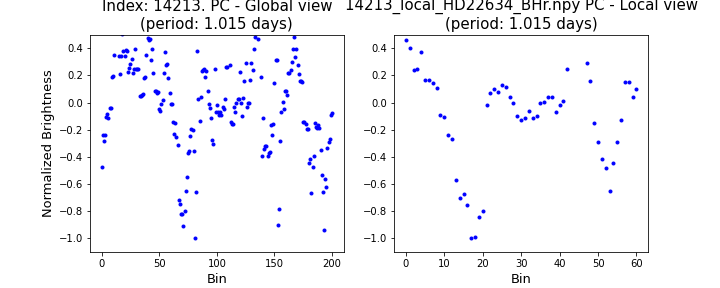 Index: 14213. PC - Global view
(period: 1.015 days)
14213_local_HD22634_BHr.npy PC - Local view
(period: 1.015 days)
Normalized Brightness
0.4
0.2
0.0
−0.2
−0.4
−0.6
−0.8
−1.0
0 50 100 150 200
Bin
0.4
0.2
0.0
−0.2
−0.4
−0.6
−0.8
−1.0
0 10 20 30 40 50 60
Bin